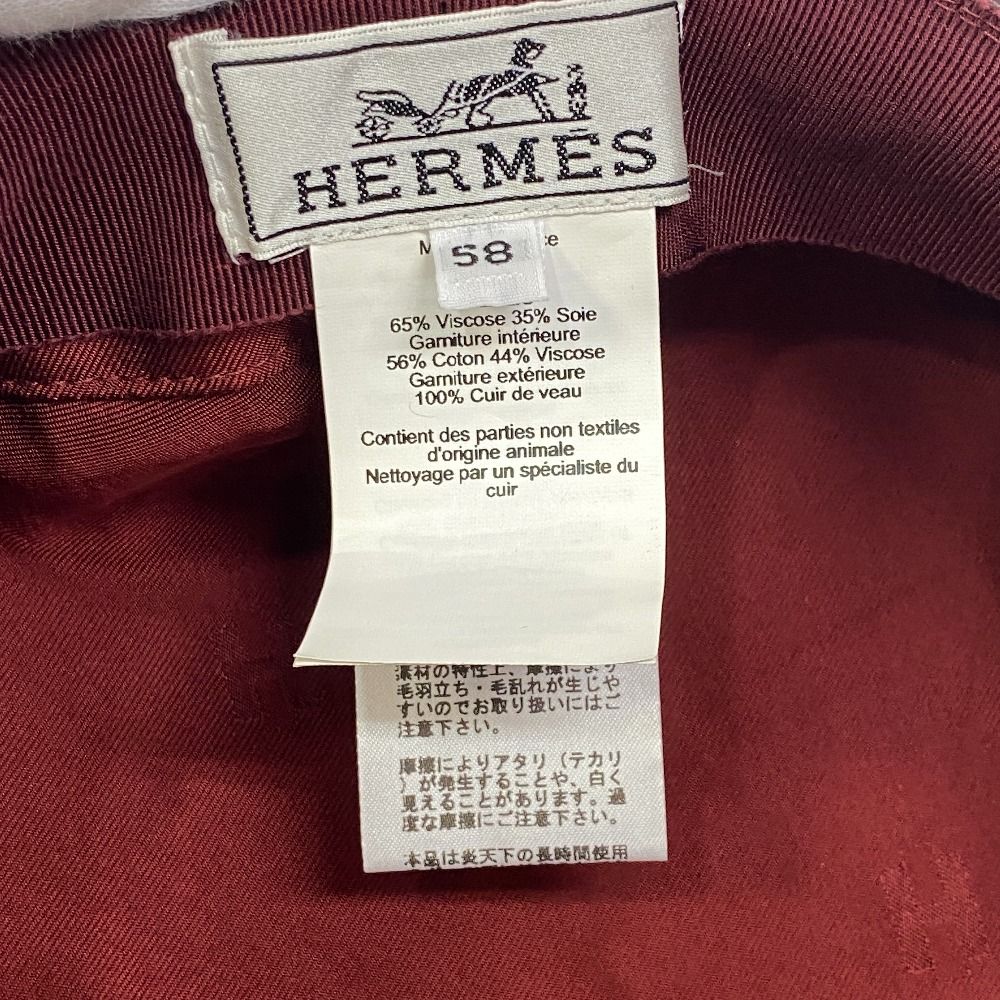 HERMÈS
58
65% Viscose 35% Soie
Garniture intérieure
56% Coton 44% Viscose
Garniture extérieure
100% Cuir de veau
Contient des parties non textiles
d'origine animale
Nettoyage par un spécialiste du
cuir
素材の特性上、摩擦により
毛羽立ち・毛乱れが生じや
すいのでお取り扱いにはご
注意下さい。
摩擦によりアタリ(テカリ
)が発生することや、白く
見えることがあります。過
度な摩擦にご注意下さい。
本品は炎天下の長時間使用